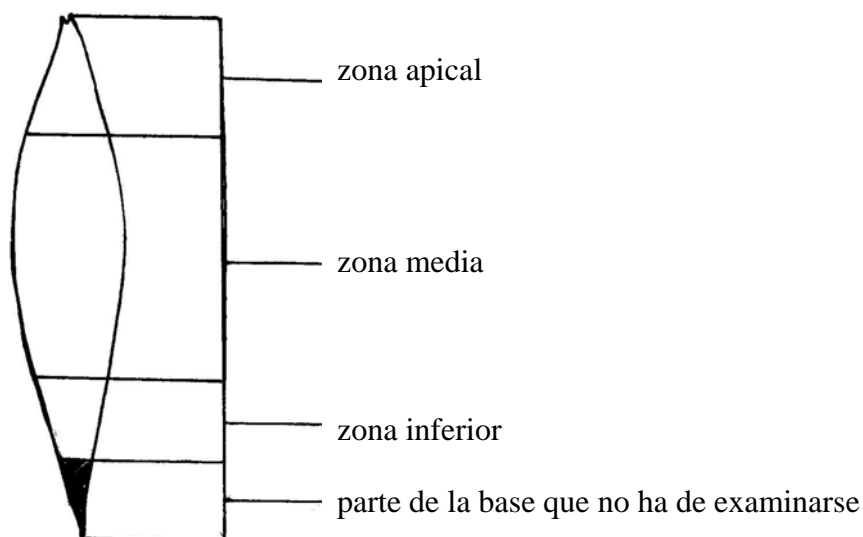 zona apical
zona media
zona inferior
parte de la base que no ha de examinarse